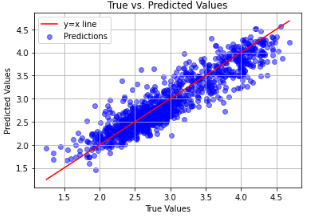 True vs. Predicted Values
y=x line
Predictions
Predicted Values
4.5
4.0
3.5
3.0
2.5
2.0
1.5
1.5
2.0
2.5
3.0
3.5
4.0
4.5
True Values